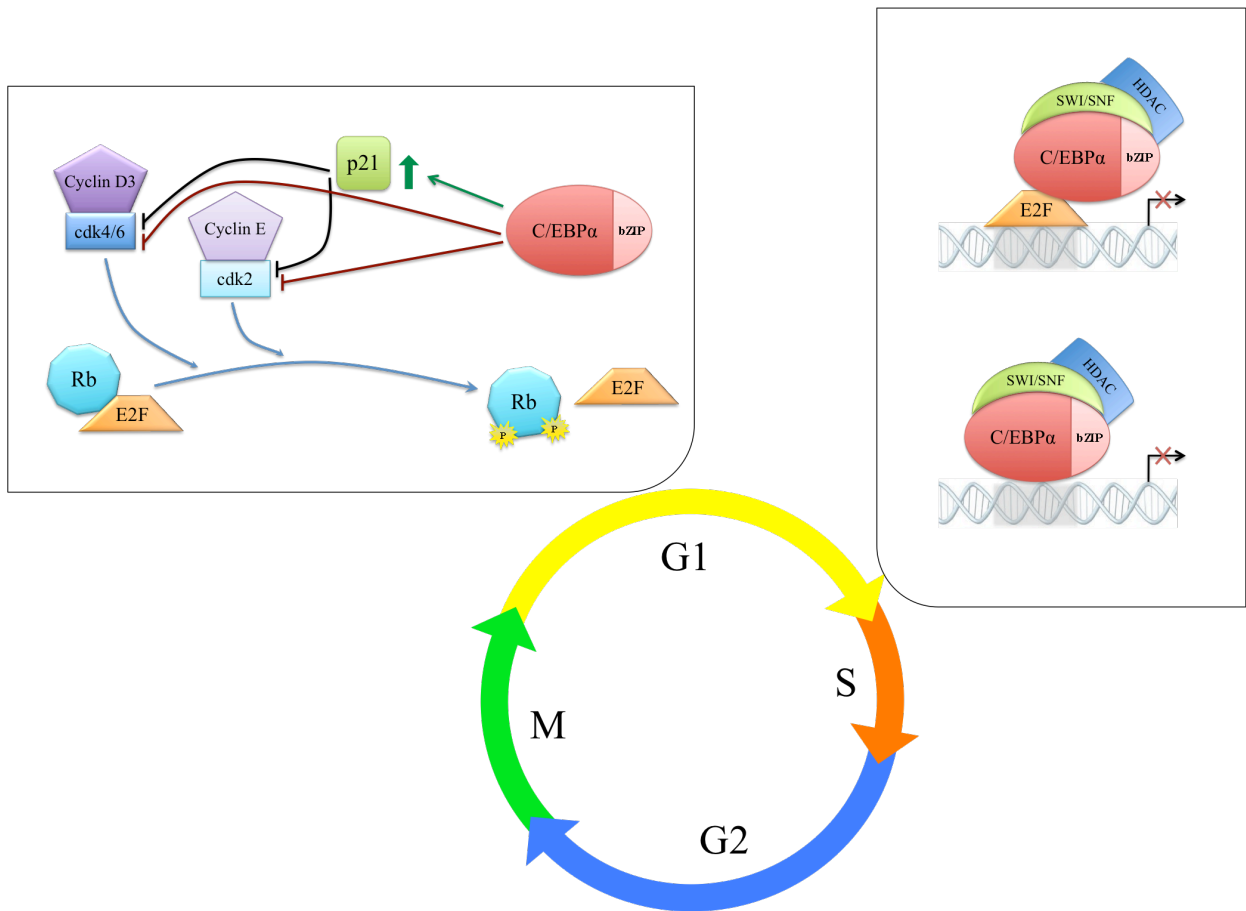 p21
Cyclin D3
cdk4/6
Cyclin E
cdk2
C/EBPα
bZIP
Rb
E2F
Rb
P
P
E2F
HDAC
SWI/SNF
C/EBPα
bZIP
E2F
HDAC
SWI/SNF
C/EBPα
bZIP
G1
S
M
G2